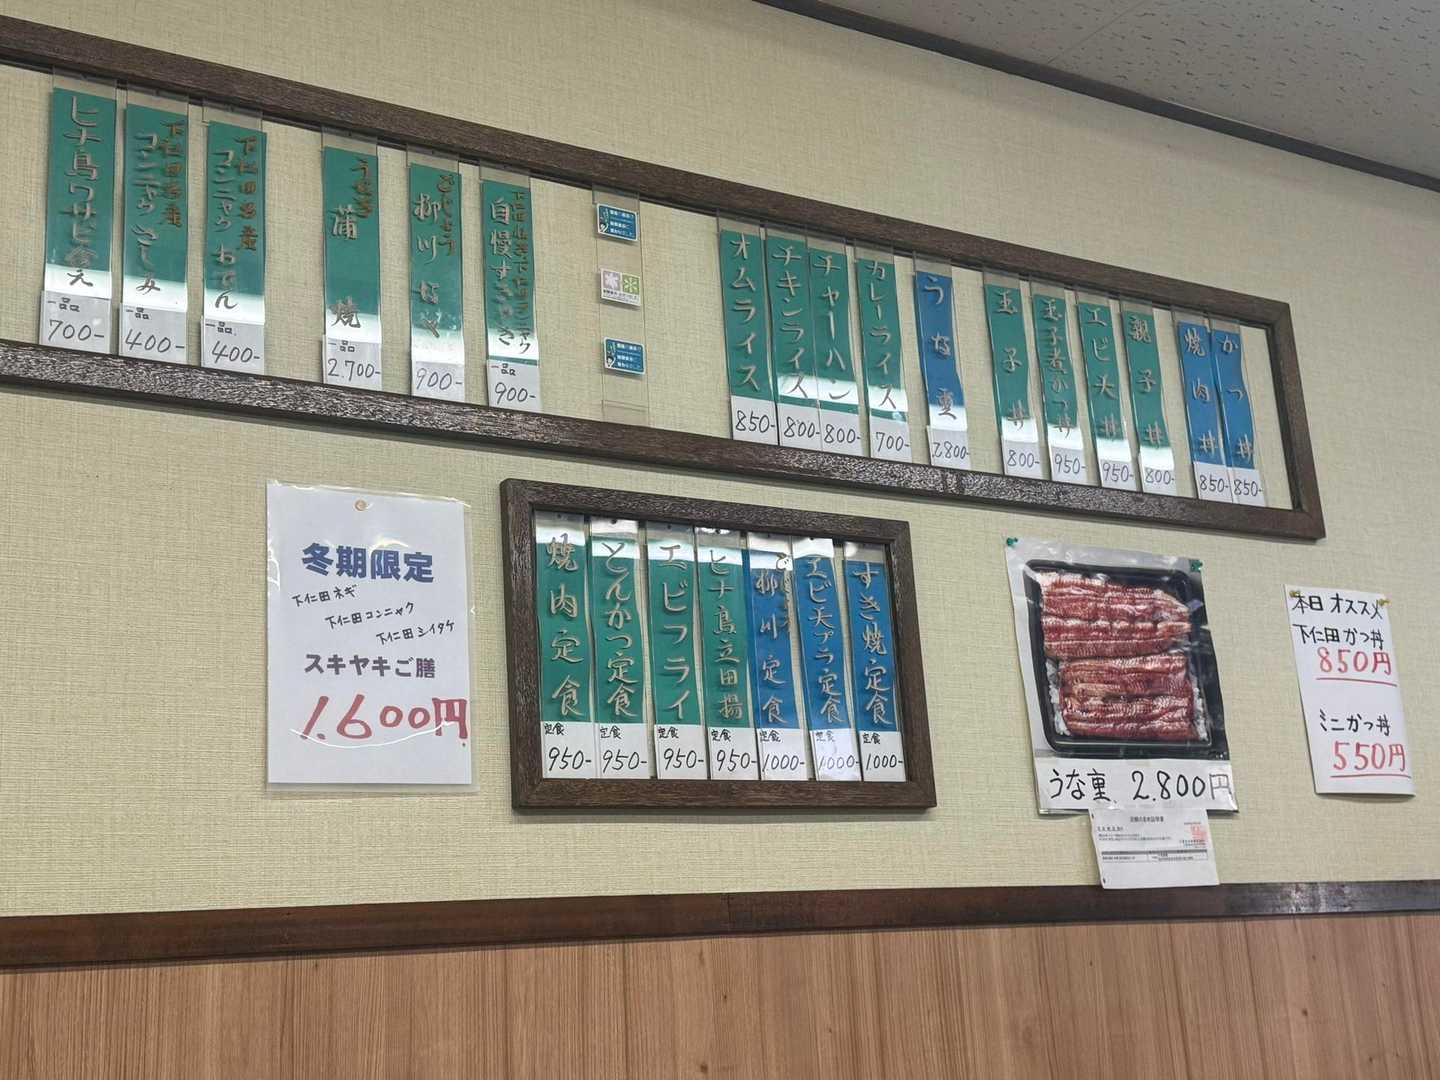 かつ丼
850-
焼肉丼
850-
親子丼
800-
エビ天丼
950-
玉子煮かつ丼
950-
玉子丼
800-
うな重
2.800-
カレーライス
700-
チャーハン
800-
チキンライス
800-
オムライス
850-
自慢すきやき
一品
900-
どじょう
柳川なべ
900-
うなぎ
蒲焼
一品
2.700-
下仁田名産
コンニャクおでん
一品
400-
下仁田名産
コンニャクさしみ
一品
400-
ヒナ鳥ワサビ合え
一品
700-
すき焼定食
定食
1000-
エビ天プラ定食
定食
1000-
どじょう
柳川定食
定食
1000-
ヒナ鳥立田揚
定食
950-
エビフライ
定食
950-
とんかつ定食
定食
950-
焼肉定食
定食
950-
冬期限定
下仁田ネギ
下仁田コンニャク
下仁田シイタケ
スキヤキご膳
1.600円
うな重 2.800円
本日オススメ
下仁田かつ丼
850円
ミニかつ丼
550円